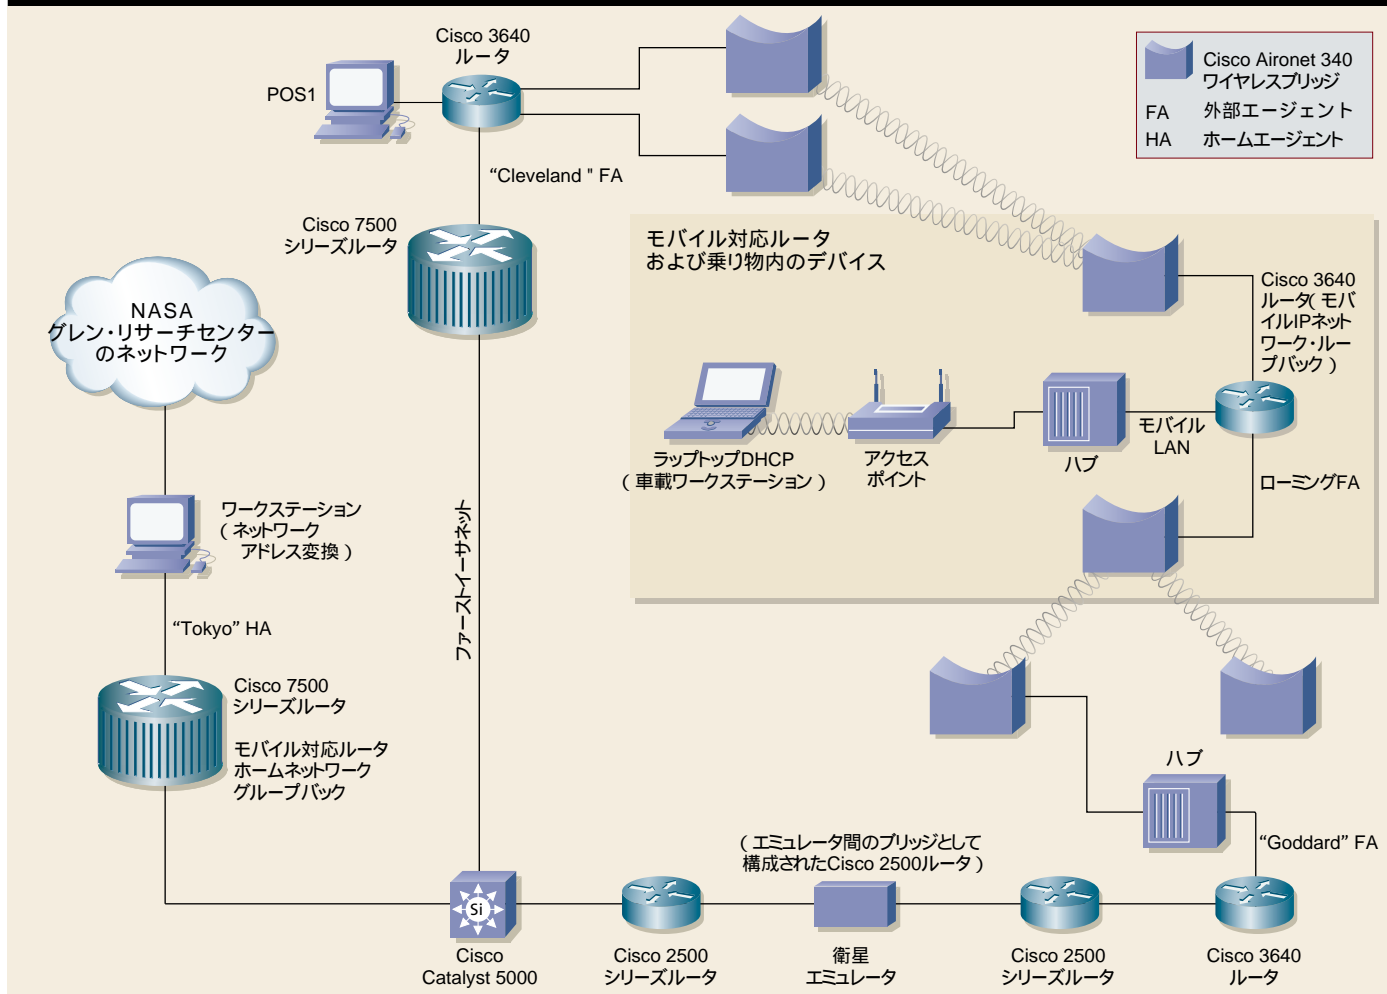 Cisco 3640
ルータ
POS1
“Cleveland " FA
Cisco 7500
シリーズルータ
Cisco Aironet 340
ワイヤレスブリッジ
FA 外部エージェント
HA ホームエージェント
モバイル対応ルータ
および乗り物内のデバイス
Cisco 3640
ルータ( モバ
イルIPネット
ワーク・ルー
プバック )
NASA
グレン・リサーチセンター
のネットワーク
ラップトップDHCP
( 車載ワークステーション )
アクセス
ポイント
ハブ
モバイル
LAN
ローミングFA
ワークステーション
( ネットワーク
アドレス変換 )
ファーストイーサネット
“Tokyo” HA
Cisco 7500
シリーズルータ
モバイル対応ルータ
ホームネットワーク
グループバック
ハブ
“Goddard” FA
( エミュレータ間のブリッジとして
構成されたCisco 2500ルータ )
Si
Cisco
Catalyst 5000
Cisco 2500
シリーズルータ
衛星
エミュレータ
Cisco 2500
シリーズルータ
Cisco 3640
ルータ